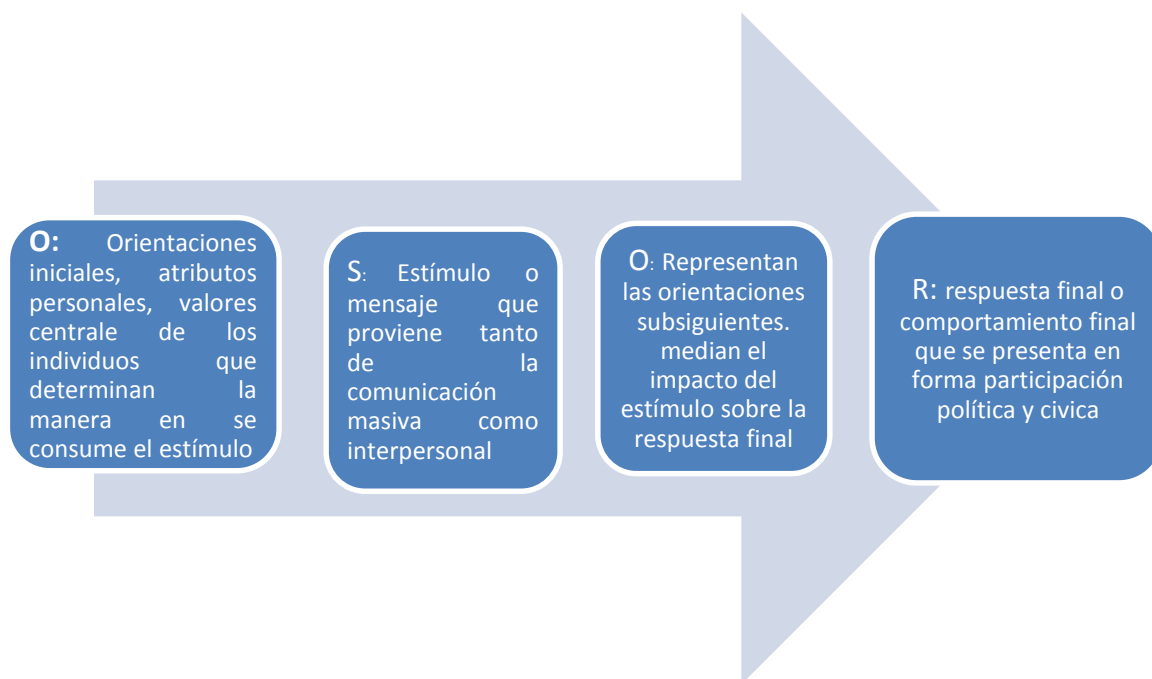 O: Orientaciones
iniciales, atributos
personales, valores
centrale de los
individuos que
determinan la
manera en se
consume el estímulo
S: Estímulo o
mensaje que
proviene tanto
de la
comunicación
masiva como
interpersonal
O: Representan
las orientaciones
subsiguientes.
median el
impacto del
estímulo sobre la
respuesta final
R: respuesta final o
comportamiento final
que se presenta en
forma participación
política y civica